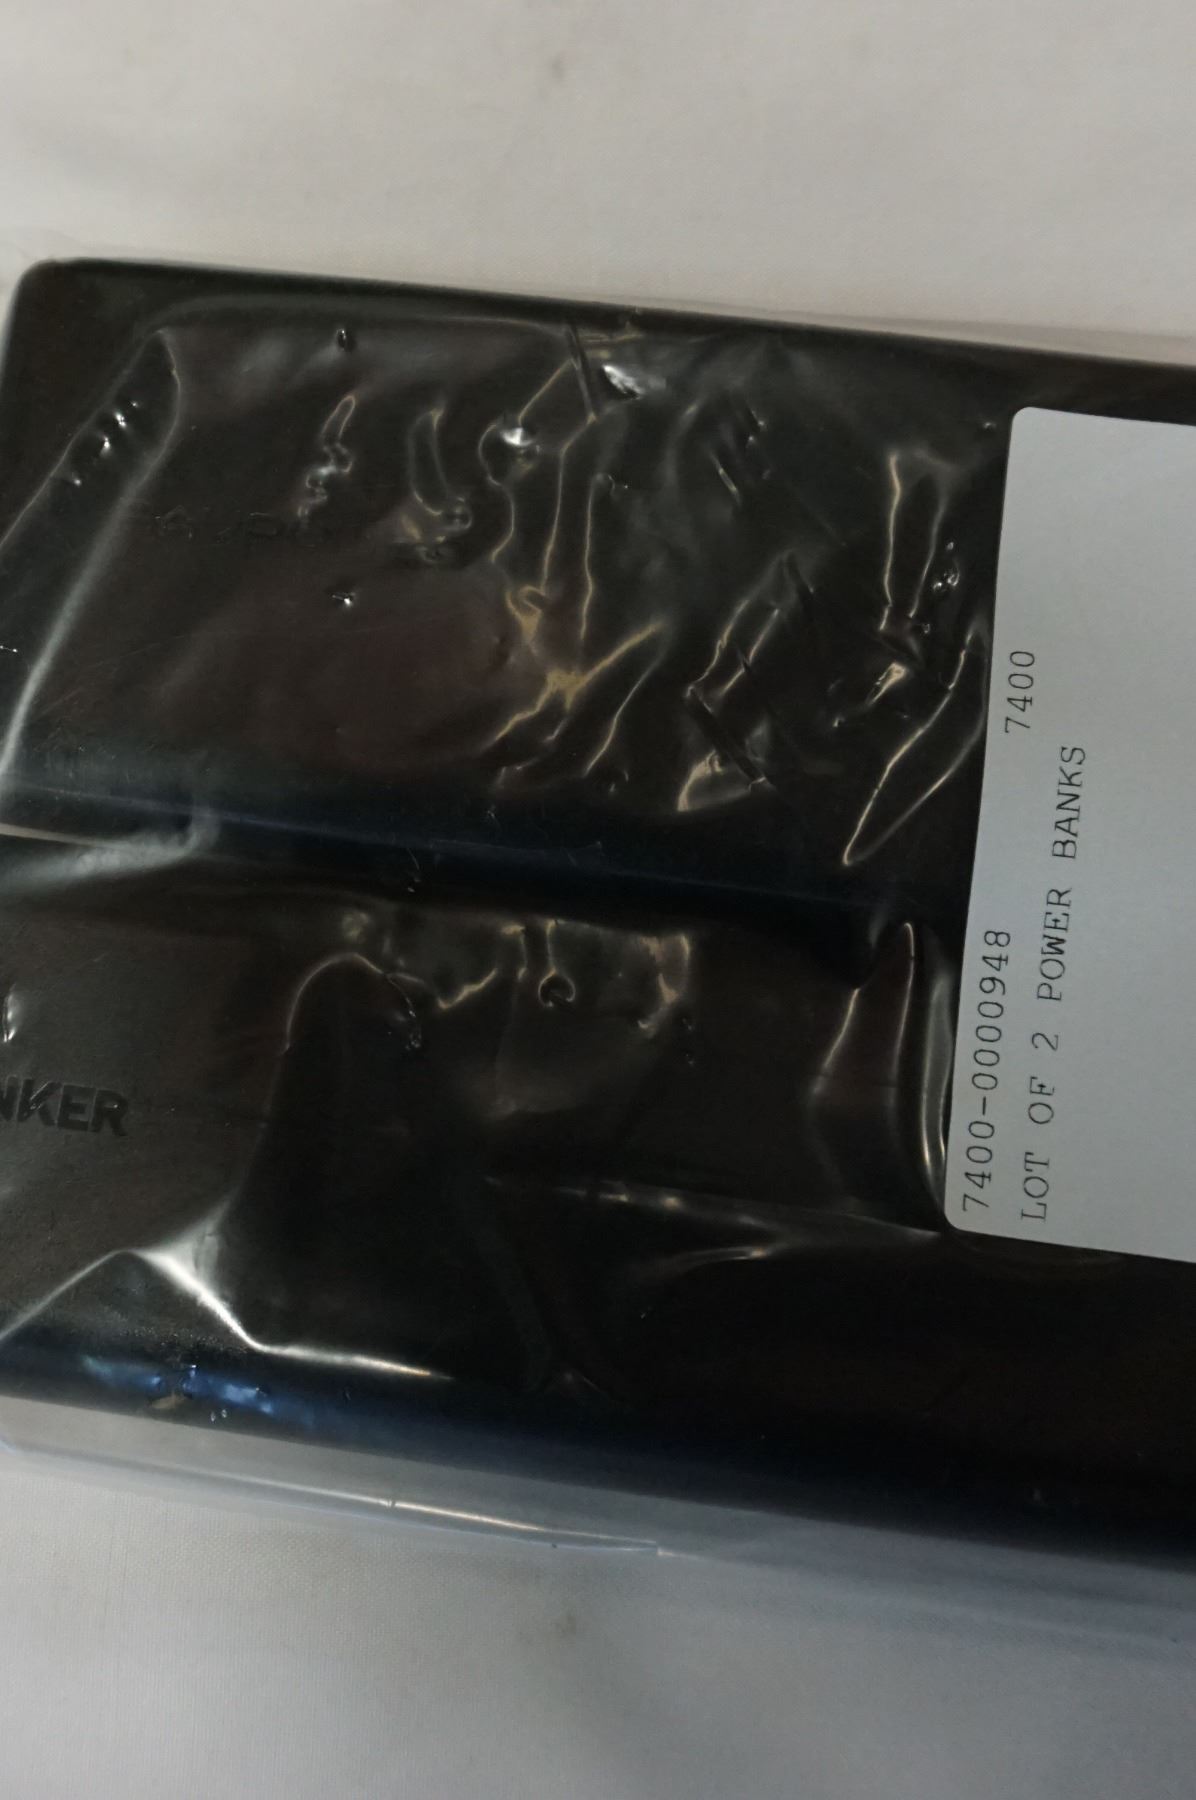 7400-0000948 7400
LOT OF 2 POWER BANKS
NKER